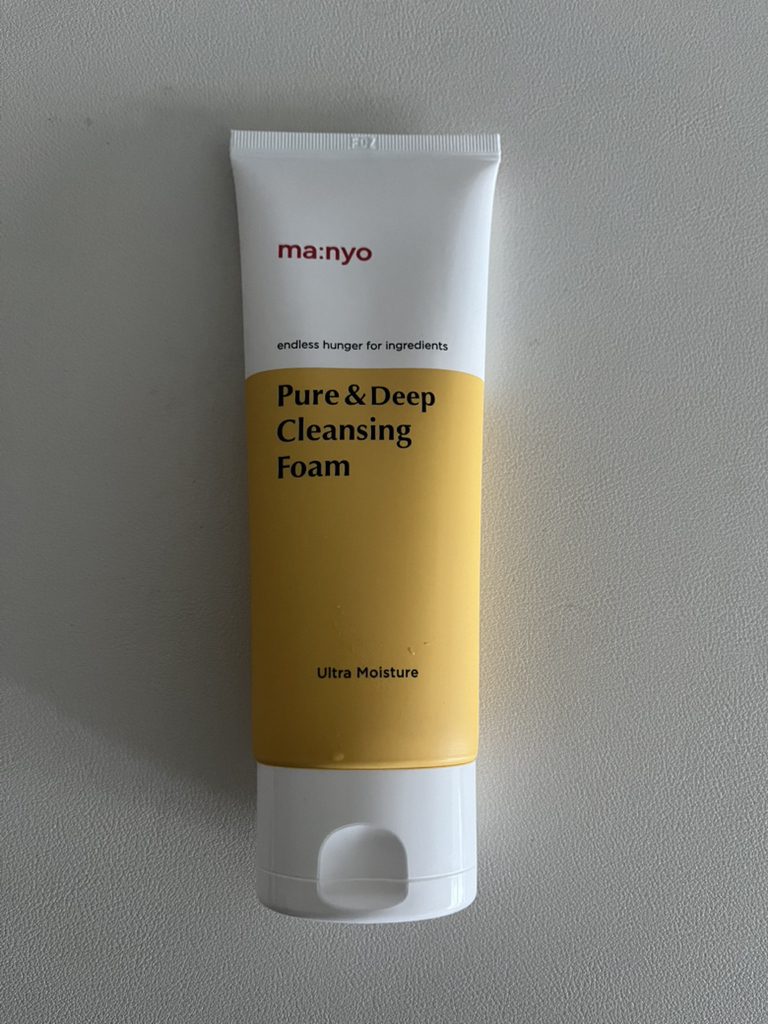 ma:nyo
endless hunger for ingredients
Pure & Deep
Cleansing
Foam
Ultra Moisture